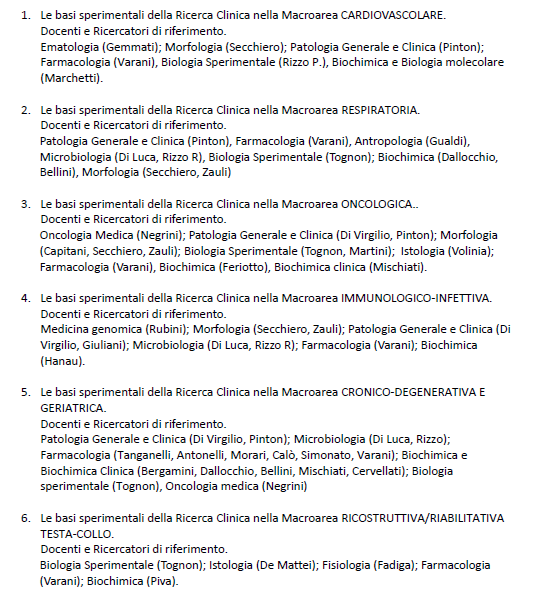 1. Le basi sperimentali della Ricerca Clinica nella Macroarea CARDIOVASCOLARE.
Docenti e Ricercatori di riferimento.
Ematologia (Gemmati); Morfologia (Secchiero); Patologia Generale e Clinica (Pinton);
Farmacologia (Varani), Biologia Sperimentale (Rizzo P.), Biochimica e Biologia molecolare
(Marchetti).
2. Le basi sperimentali della Ricerca Clinica nella Macroarea RESPIRATORIA.
Docenti e Ricercatori di riferimento.
Patologia Generale e Clinica (Pinton), Farmacologia (Varani), Antropologia (Gualdi),
Microbiologia (Di Luca, Rizzo R), Biologia Sperimentale (Tognon); Biochimica (Dallocchio,
Bellini), Morfologia (Secchiero, Zauli)
3. Le basi sperimentali della Ricerca Clinica nella Macroarea ONCOLOGICA..
Docenti e Ricercatori di riferimento.
Oncologia Medica (Negrini); Patologia Generale e Clinica (Di Virgilio, Pinton); Morfologia
(Capitani, Secchiero, Zauli); Biologia Sperimentale (Tognon, Martini); Istologia (Volinia);
Farmacologia (Varani), Biochimica (Feriotto), Biochimica clinica (Mischiati).
4. Le basi sperimentali della Ricerca Clinica nella Macroarea IMMUNOLOGICO-INFETTIVA.
Docenti e Ricercatori di riferimento.
Medicina genomica (Rubini); Morfologia (Secchiero, Zauli); Patologia Generale e Clinica (Di
Virgilio, Giuliani); Microbiologia (Di Luca, Rizzo R); Farmacologia (Varani); Biochimica
(Hanau).
5. Le basi sperimentali della Ricerca Clinica nella Macroarea CRONICO-DEGENERATIVA E
GERIATRICA.
Docenti e Ricercatori di riferimento.
Patologia Generale e Clinica (Di Virgilio, Pinton); Microbiologia (Di Luca, Rizzo);
Farmacologia (Tanganelli, Antonelli, Morari, Calò, Simonato, Varani); Biochimica e
Biochimica Clinica (Bergamini, Dallocchio, Bellini, Mischiati, Cervellati); Biologia
sperimentale (Tognon), Oncologia medica (Negrini)
6. Le basi sperimentali della Ricerca Clinica nella Macroarea RICOSTRUTTIVA/RIABILITATIVA
TESTA-COLLO.
Docenti e Ricercatori di riferimento.
Biologia Sperimentale (Tognon); Istologia (De Mattei); Fisiologia (Fadiga); Farmacologia
(Varani); Biochimica (Piva).